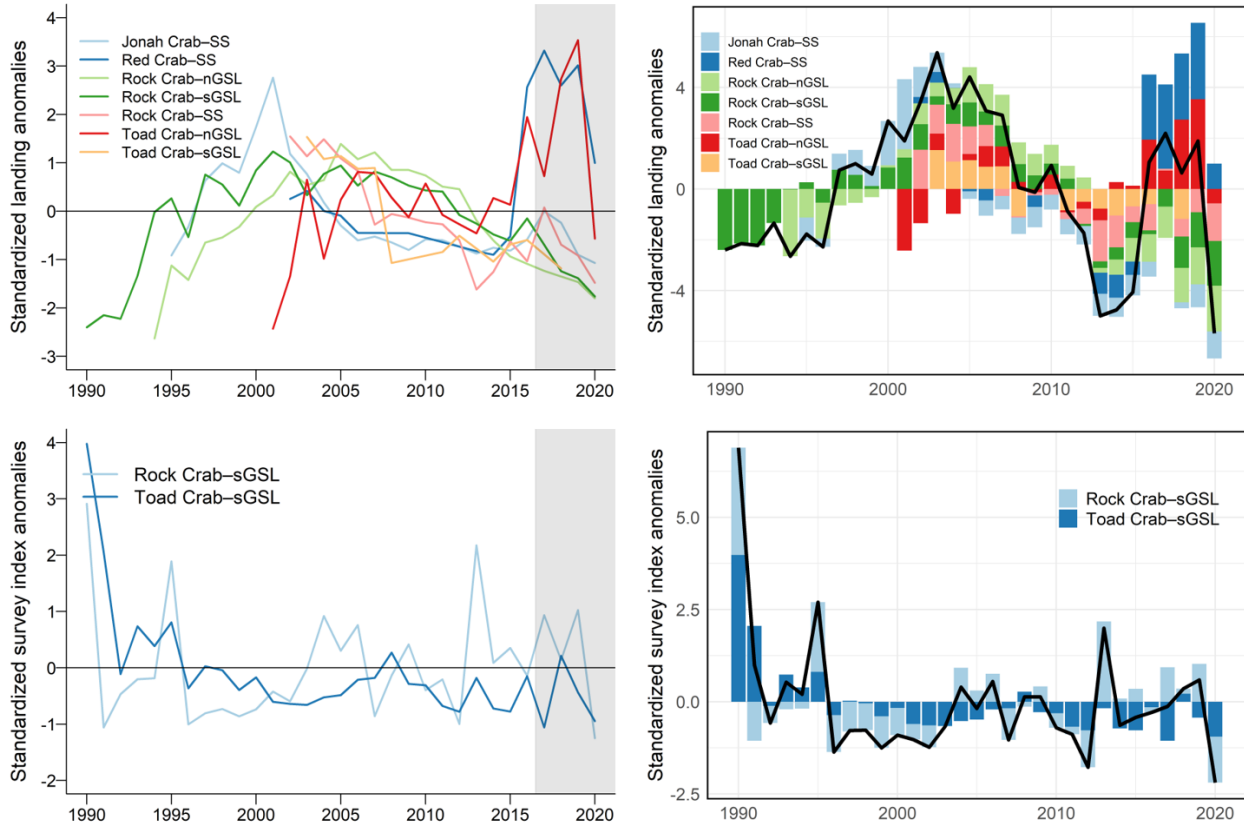 Standardized landing anomalies
4
3
2
1
0
-1
-2
-3
Jonah Crab–SS
Red Crab–SS
Rock Crab–nGSL
Rock Crab–sGSL
Rock Crab–SS
Toad Crab–nGSL
Toad Crab–sGSL
1990 1995 2000 2005 2010 2015 2020
Standardized landing anomalies
4
0
-4
Jonah Crab–SS
Red Crab–SS
Rock Crab–nGSL
Rock Crab–sGSL
Rock Crab–SS
Toad Crab–nGSL
Toad Crab–sGSL
1990 2000 2010 2020
Standardized survey index anomalies
4
3
2
1
0
-1
-2
Rock Crab–sGSL
Toad Crab–sGSL
1990 1995 2000 2005 2010 2015 2020
Standardized survey index anomalies
5.0
2.5
0.0
-2.5
Rock Crab–sGSL
Toad Crab–sGSL
1990 2000 2010 2020